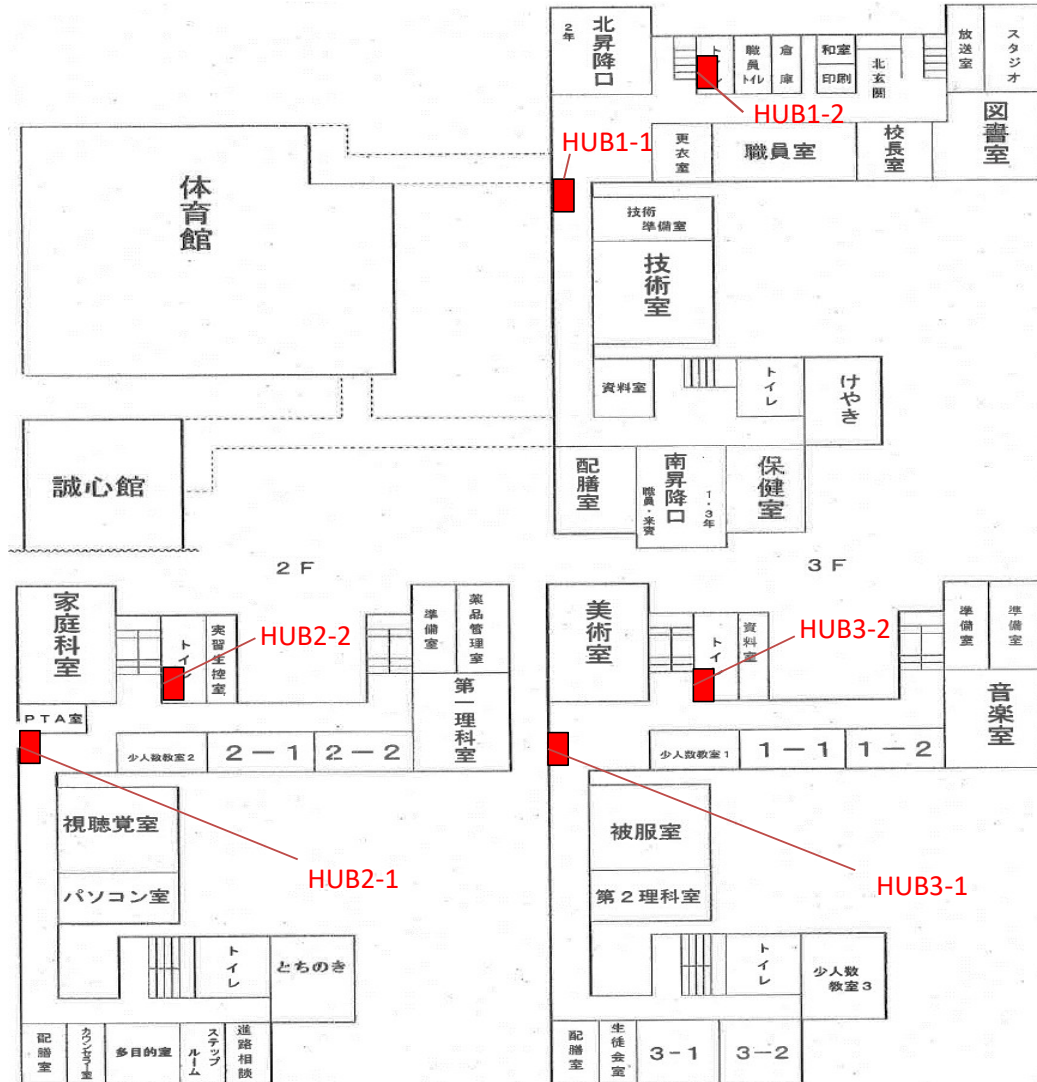 2年
北昇降口
トイレ
職員トイレ
倉庫
和室
印刷
北玄関
放送室
スタジオ
HUB1-2
HUB1-1
更衣室
職員室
校長室
図書室
体育館
技術
準備室
技術室
資料室
トイレ
けやき
誠心館
配膳室
南昇降口
職員・来賓
1・3年
保健室
2F
家庭科室
トイレ
実習生控室
HUB2-2
準備室
薬品管理室
PTA室
第一理科室
少人数教室2
2-1
2-2
視聴覚室
パソコン室
HUB2-1
トイレ
とちのき
配膳室
カウンセラー室
多目的室
ステップ
ルーム
進路相談
3F
美術室
トイレ
資料室
HUB3-2
準備室
準備室
音楽室
少人数教室1
1-1
1-2
被服室
第2理科室
HUB3-1
トイレ
少人数
教室3
配膳室
生徒会室
3-1
3-2